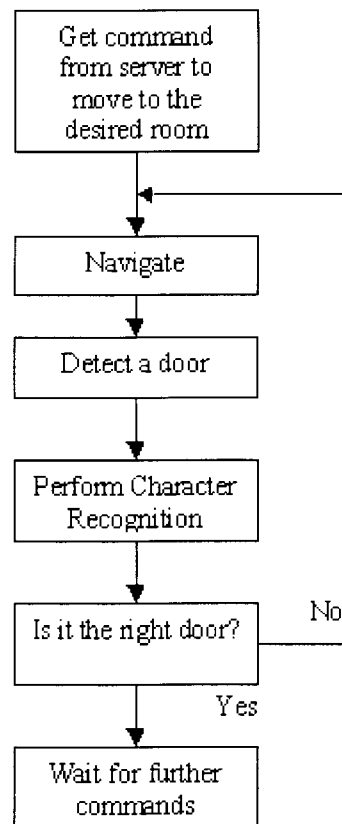 Get command
from server to
move to the
desired room
Navigate
Detect a door
Perform Character
Recognition
Is it the right door?
No
Yes
Wait for further
commands